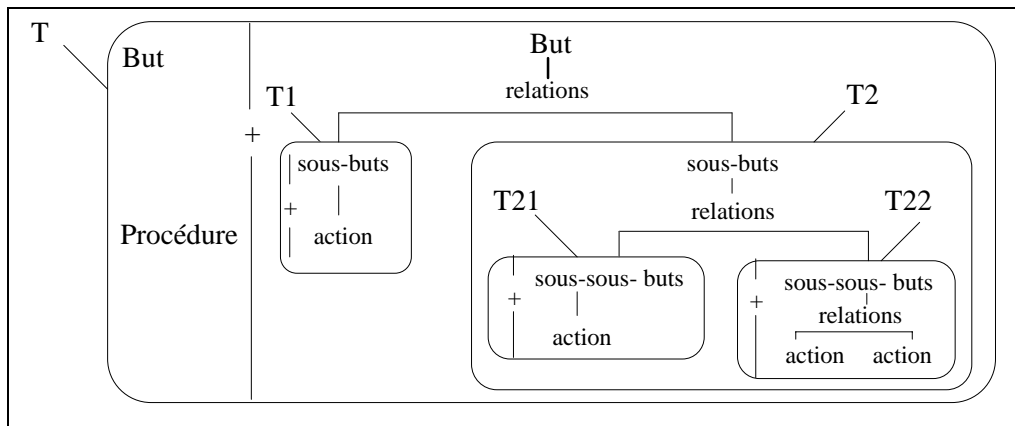 T
But
But
relations
T1
T2
+
sous-buts
sous-buts
+
relations
T21
T22
Procédure
action
sous-sous- buts
sous-sous- buts
+
+
relations
action
action
action